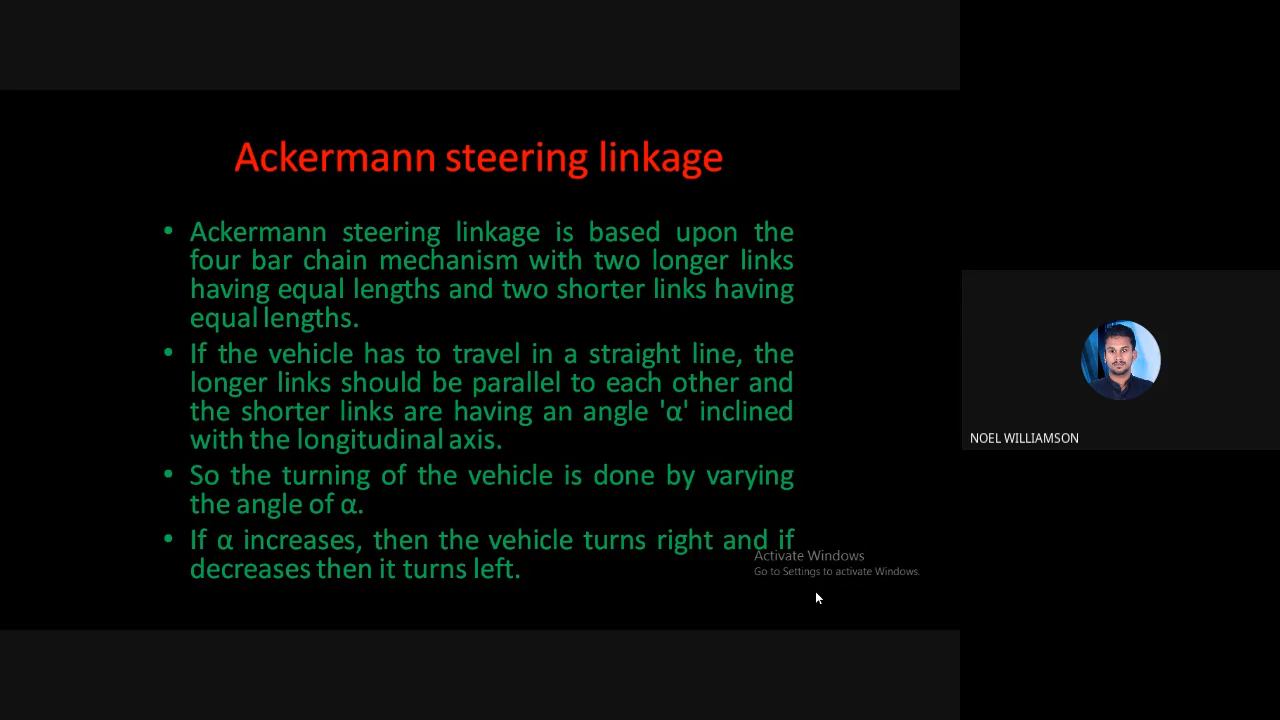 Ackermann steering linkage
• Ackermann steering linkage is based upon the
four bar chain mechanism with two longer links
having equal lengths and two shorter links having
equal lengths.
• If the vehicle has to travel in a straight line, the
longer links should be parallel to each other and
the shorter links are having an angle 'α' inclined
with the longitudinal axis.
• So the turning of the vehicle is done by varying
the angle of α.
• If α increases, then the vehicle turns right and if
decreases then it turns left.
Activate Windows
Go to Settings to activate Windows.
NOEL WILLIAMSON